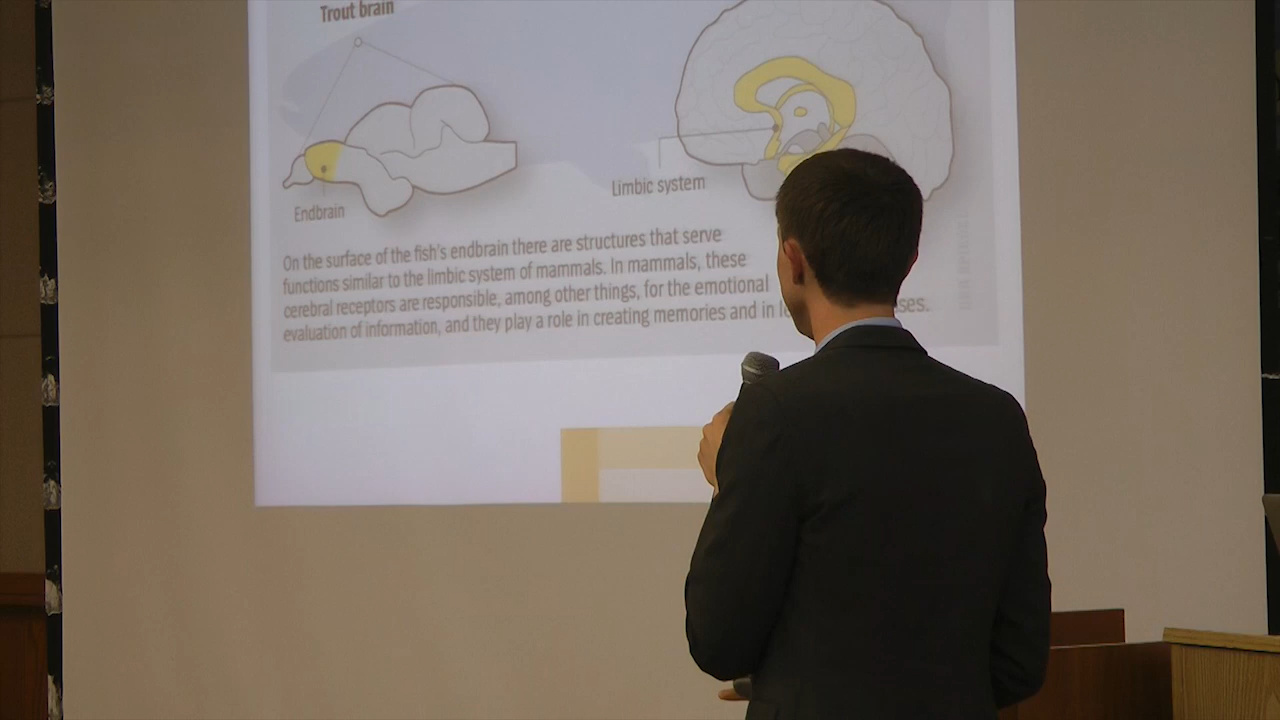 Trout brain
Limbic system
Endbrain
On the surface of the fish's endbrain there are structures that serve
functions similar to the limbic system of mammals. In mammals, these
cerebral receptors are responsible, among other things, for the emotional
evaluation of information, and they play a role in creating memories and in